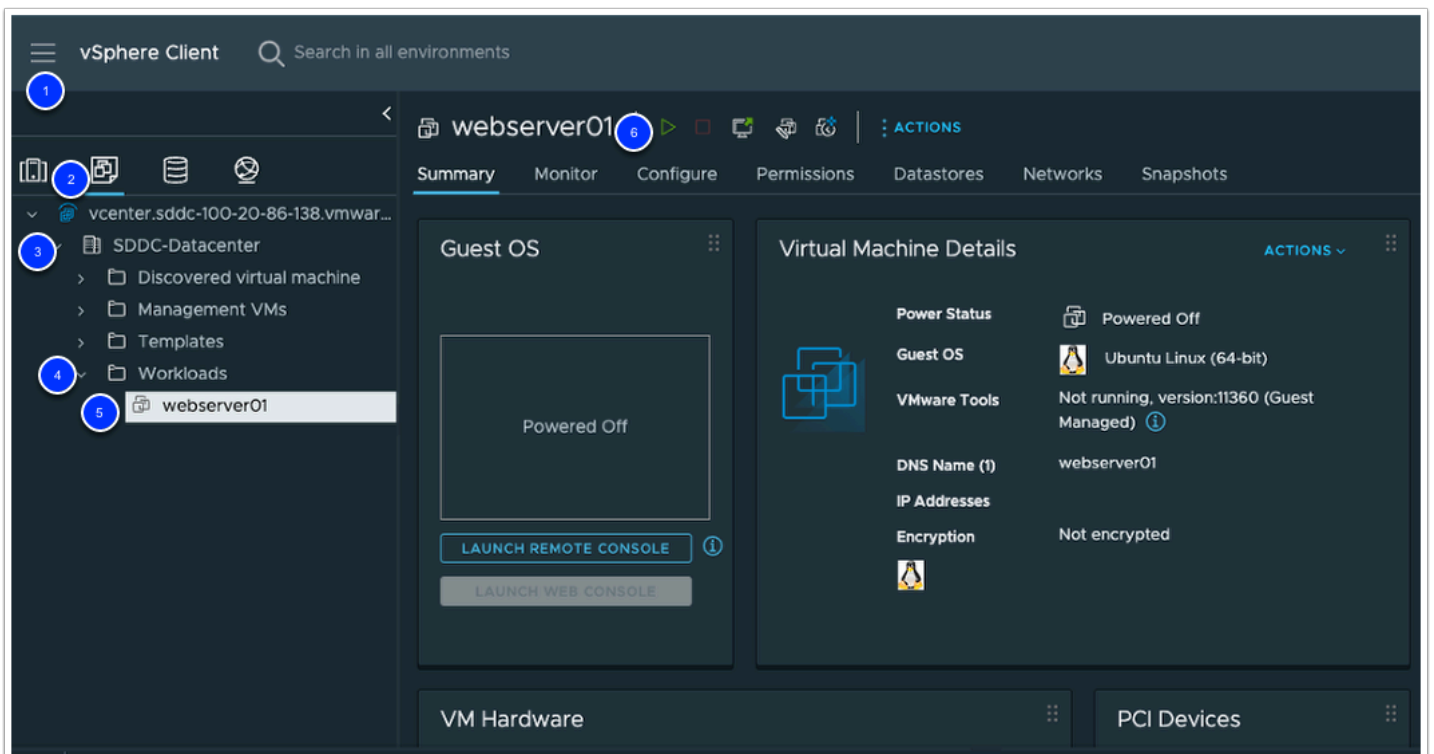 vSphere Client
Search in all environments
1
webserver01
6
ACTIONS
2
Summary Monitor Configure Permissions Datastores Networks Snapshots
vcenter.sddc-100-20-86-138.vmwar...
3
SDDC-Datacenter
Discovered virtual machine
Management VMs
Templates
4
Workloads
5
webserver01
Guest OS
Powered Off
LAUNCH REMOTE CONSOLE
LAUNCH WEB CONSOLE
Virtual Machine Details
ACTIONS
Power Status Powered Off
Guest OS Ubuntu Linux (64-bit)
VMware Tools Not running, version:11360 (Guest
Managed)
DNS Name (1) webserver01
IP Addresses
Encryption Not encrypted
VM Hardware
PCI Devices